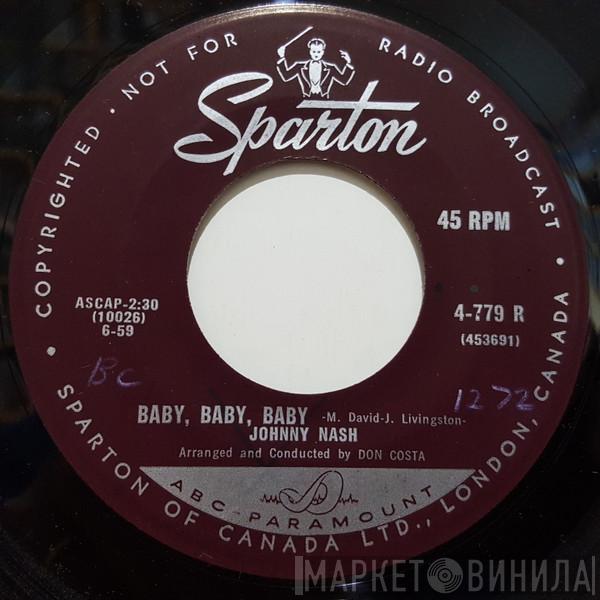 COPYRIGHTED • NOT FOR RADIO BROADCAST •
Sparton
45 RPM
ASCAP-2:30
(10026)
6-59
4-779 R
(453691)
BC
1272
BABY, BABY, BABY -M. David-J. Livingston-
JOHNNY NASH
Arranged and Conducted by DON COSTA
ABC-PARAMOUNT
SPARTON OF CANADA LTD., LONDON, CANADA •
МАРКЕТ ВИНИЛА